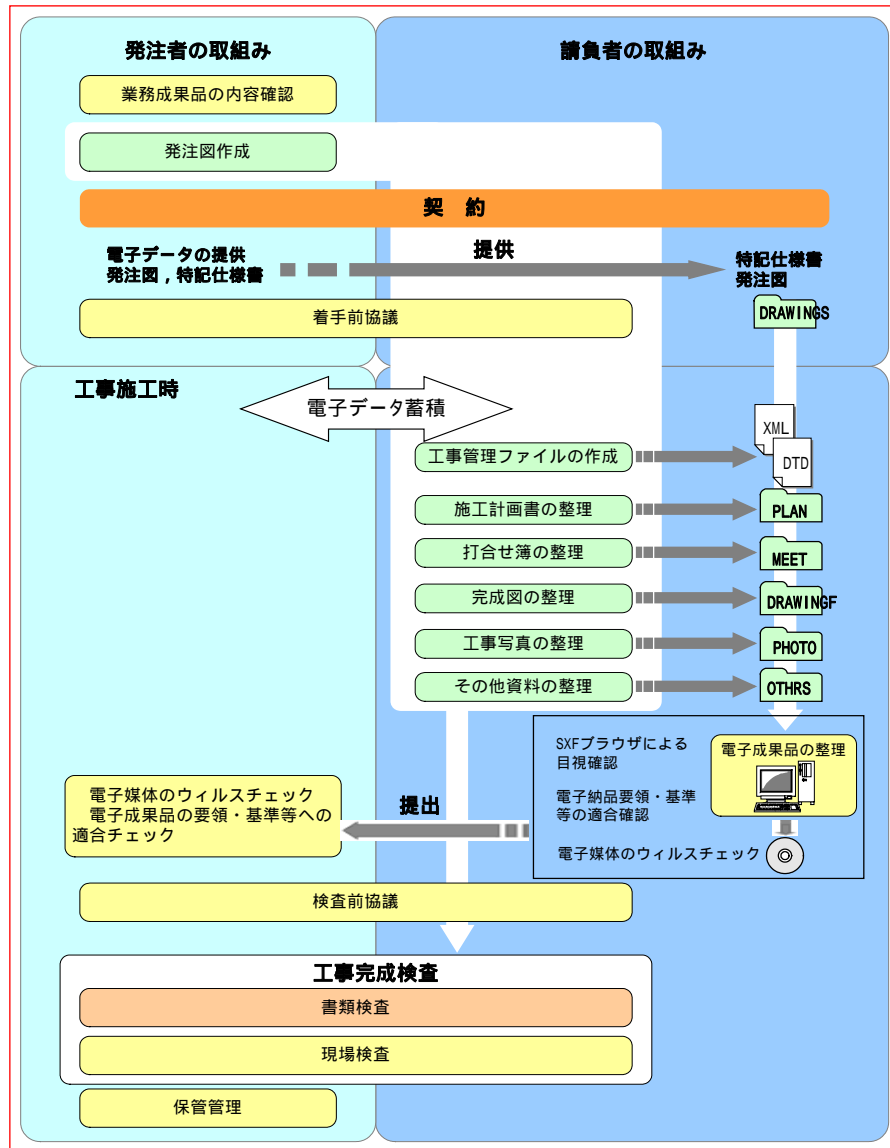 発注者の取組み
請負者の取組み
業務成果品の内容確認
発注図作成
契 約
電子データの提供
発注図，特記仕様書
提供
特記仕様書
発注図
着手前協議
DRAWINGS
工事施工時
電子データ蓄積
XML
DTD
工事管理ファイルの作成
施工計画書の整理
PLAN
打合せ簿の整理
MEET
完成図の整理
DRAWINGF
工事写真の整理
PHOTO
その他資料の整理
OTHRS
SXFブラウザによる
目視確認
電子納品要領・基準
等の適合確認
電子媒体のウィルスチェック
電子成果品の整理
提出
電子媒体のウィルスチェック
電子成果品の要領・基準等への
適合チェック
検査前協議
工事完成検査
書類検査
現場検査
保管管理